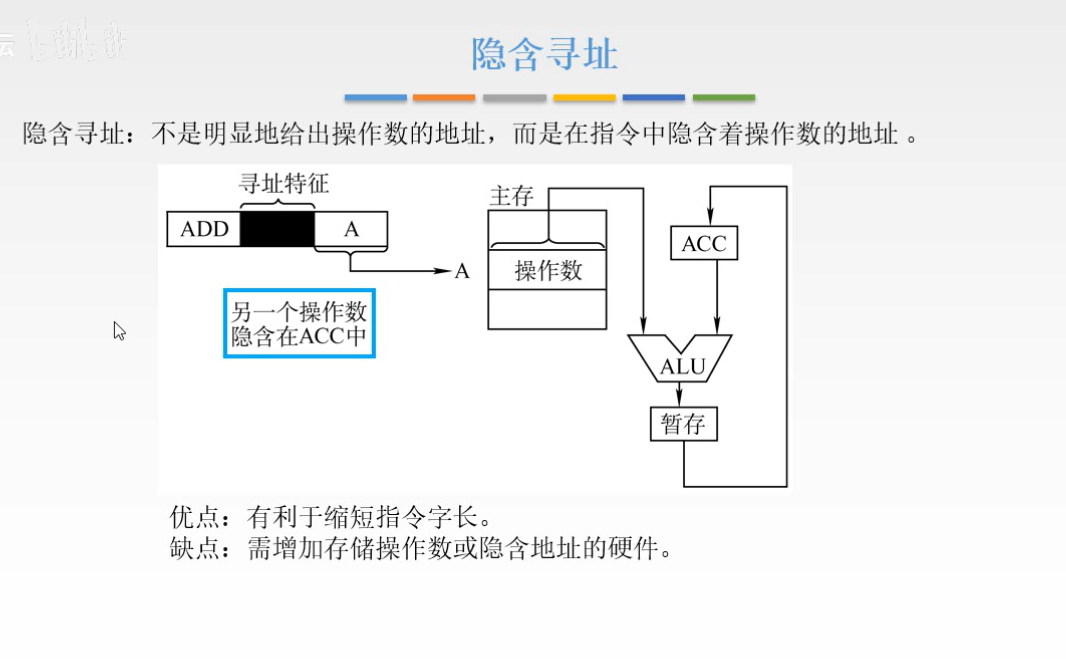 隐含寻址
隐含寻址：不是明显地给出操作数的地址，而是在指令中隐含着操作数的地址 。
寻址特征
ADD
A
A
另一个操作数
隐含在ACC中
主存
操作数
ACC
ALU
暂存
优点：有利于缩短指令字长。
缺点：需增加存储操作数或隐含地址的硬件。